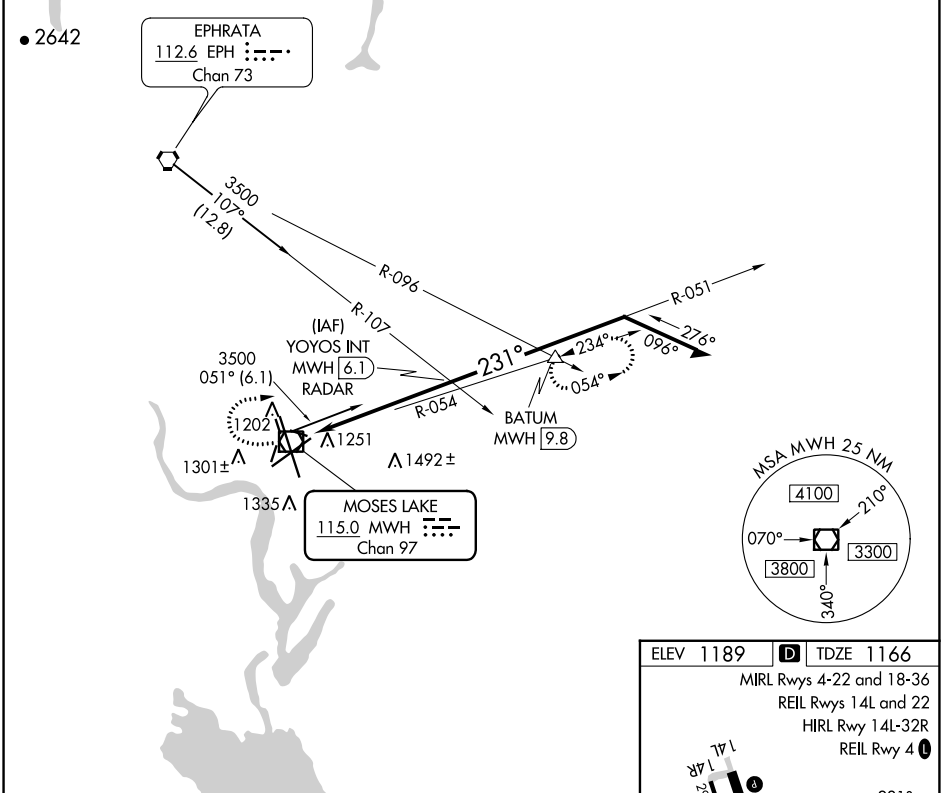 2642
EPHRATA
112.6 EPH
Chan 73
3500
107°
(12.8)
R-096
R-107
R-051
(IAF)
YOYOS INT
MWH 6.1
RADAR
231°
234°
276°
096°
054°
3500
051° (6.1)
R-054
BATUM
MWH 9.8
1202
1251
1301±
1492±
1335
MOSES LAKE
115.0 MWH
Chan 97
MSA MWH 25 NM
4100
210°
070°
3300
3800
340°
ELEV 1189 D TDZE 1166
MIRL Rwys 4-22 and 18-36
REIL Rwys 14L and 22
HIRL Rwy 14L-32R
REIL Rwy 4 L
14L
14R
P